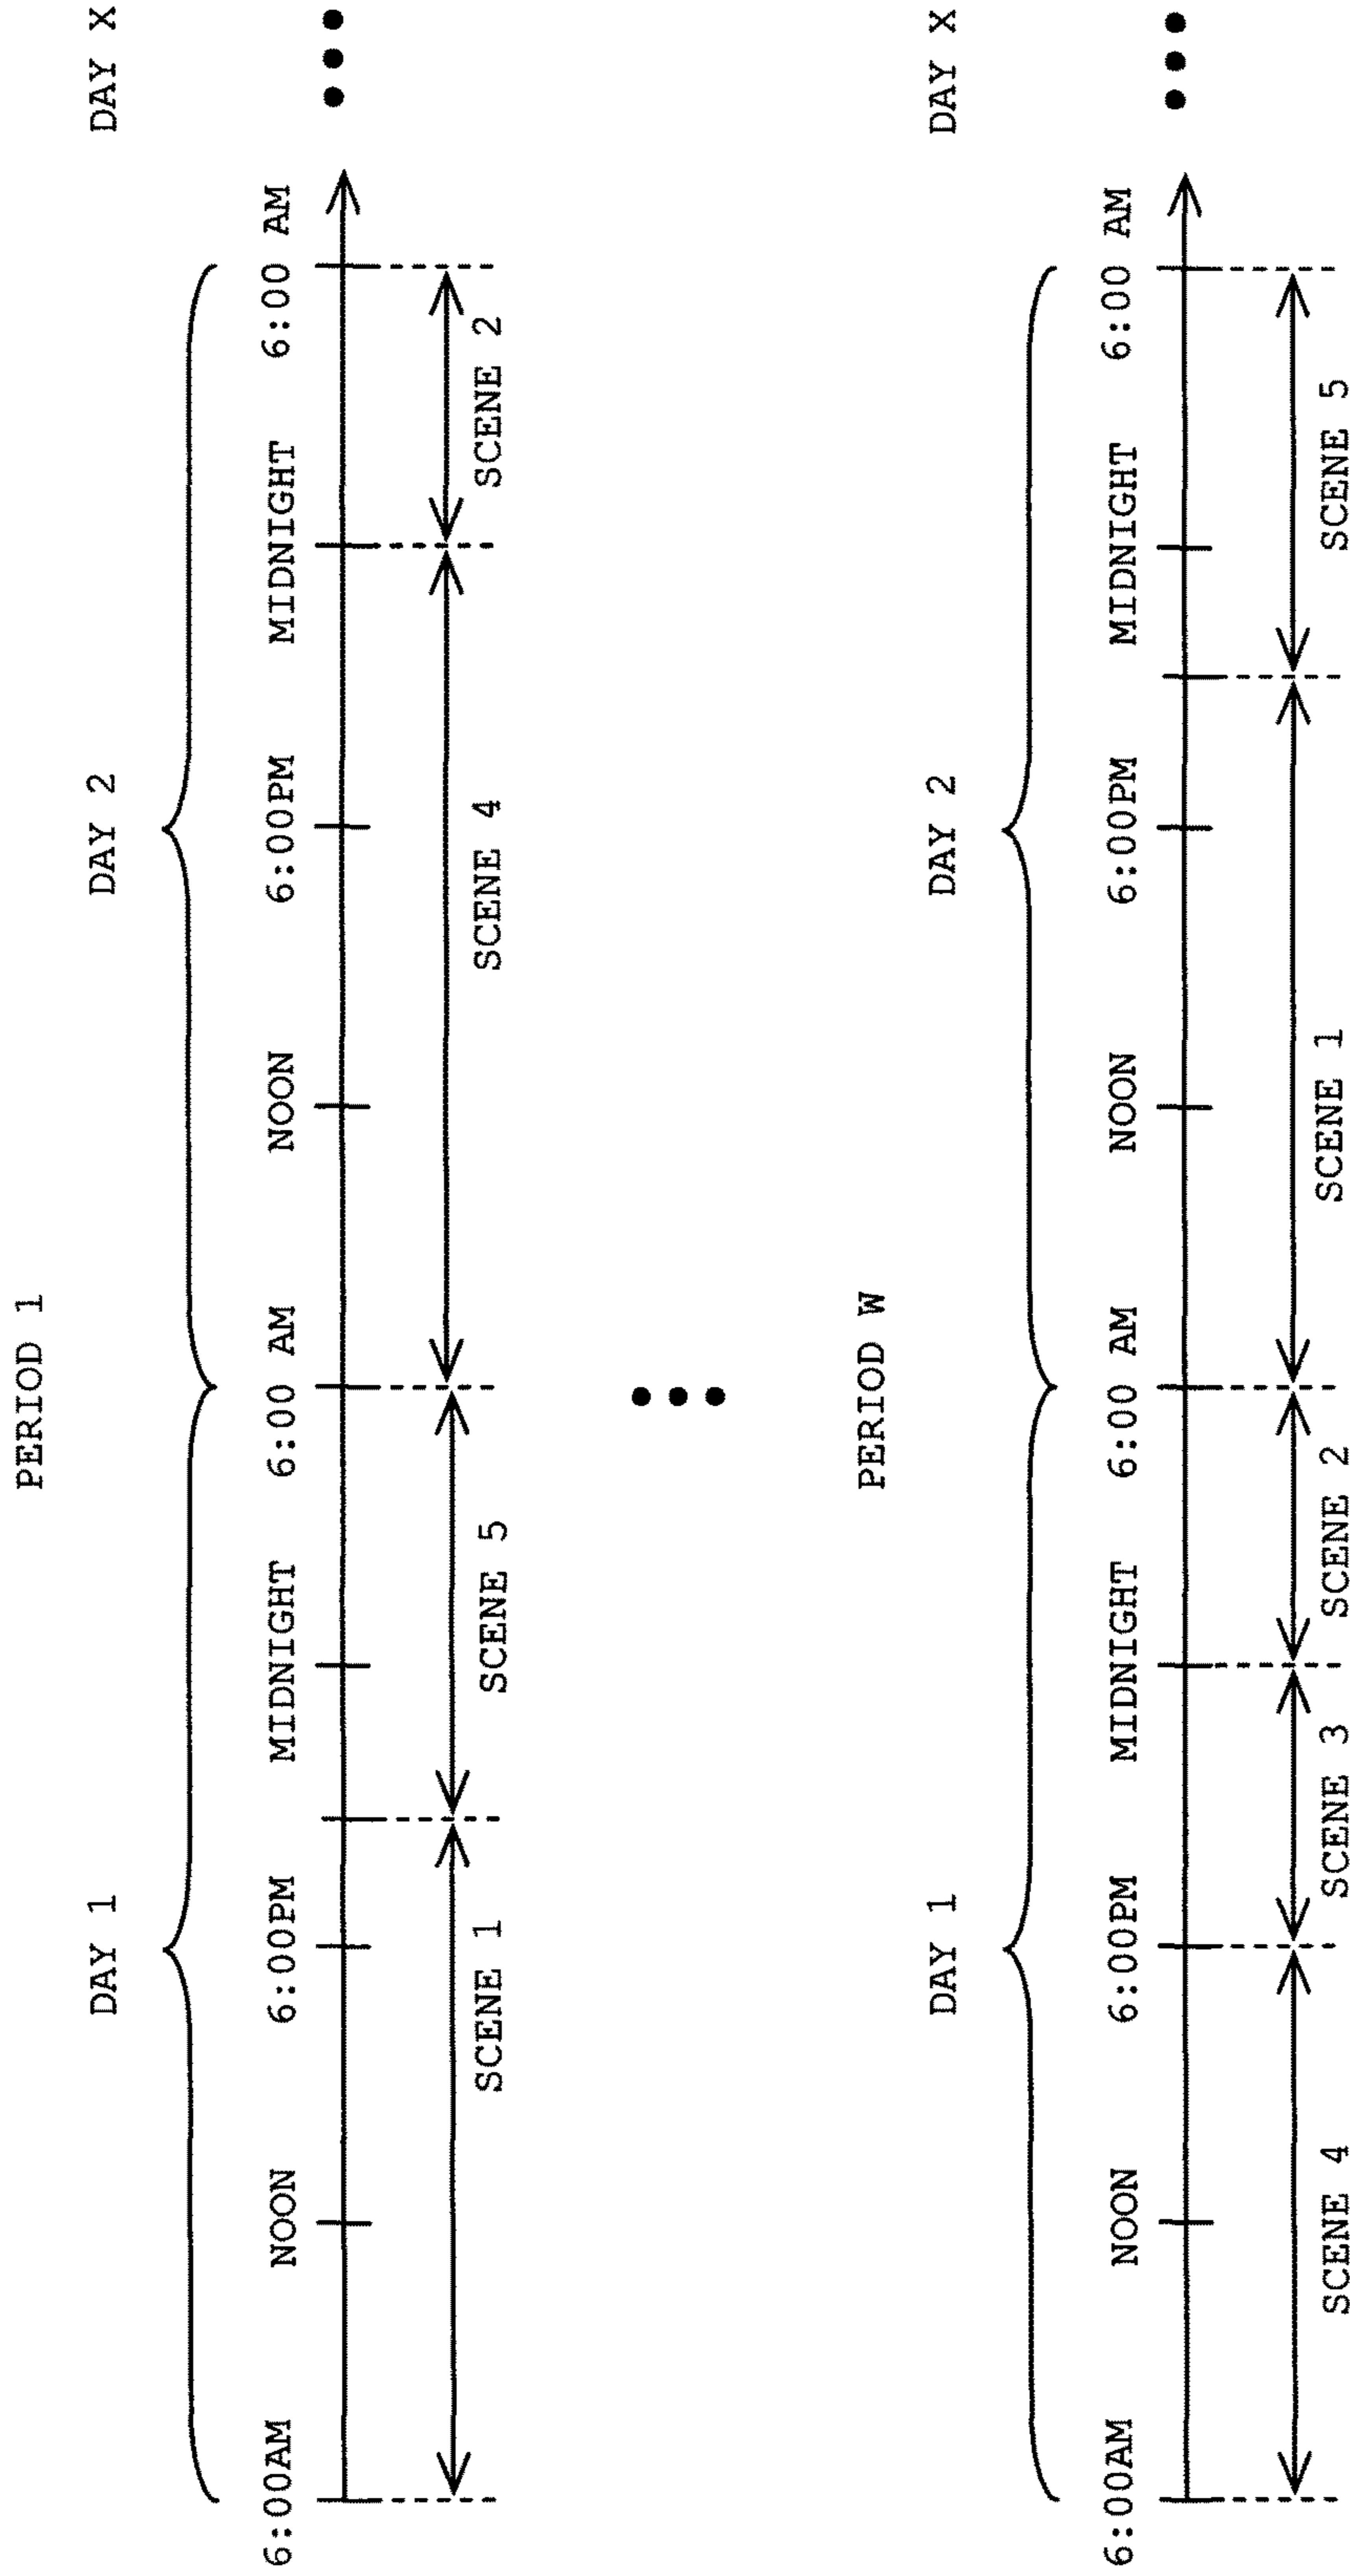 PERIOD 1
DAY 1
DAY 2
DAY X
6:00AM
NOON
6:00PM
MIDNIGHT
6:00 AM
NOON
6:00PM
MIDNIGHT
6:00 AM
SCENE 1
SCENE 5
SCENE 4
SCENE 2
PERIOD W
DAY 1
DAY 2
DAY X
6:00AM
NOON
6:00PM
MIDNIGHT
6:00 AM
NOON
6:00PM
MIDNIGHT
6:00 AM
SCENE 4
SCENE 3
SCENE 2
SCENE 1
SCENE 5